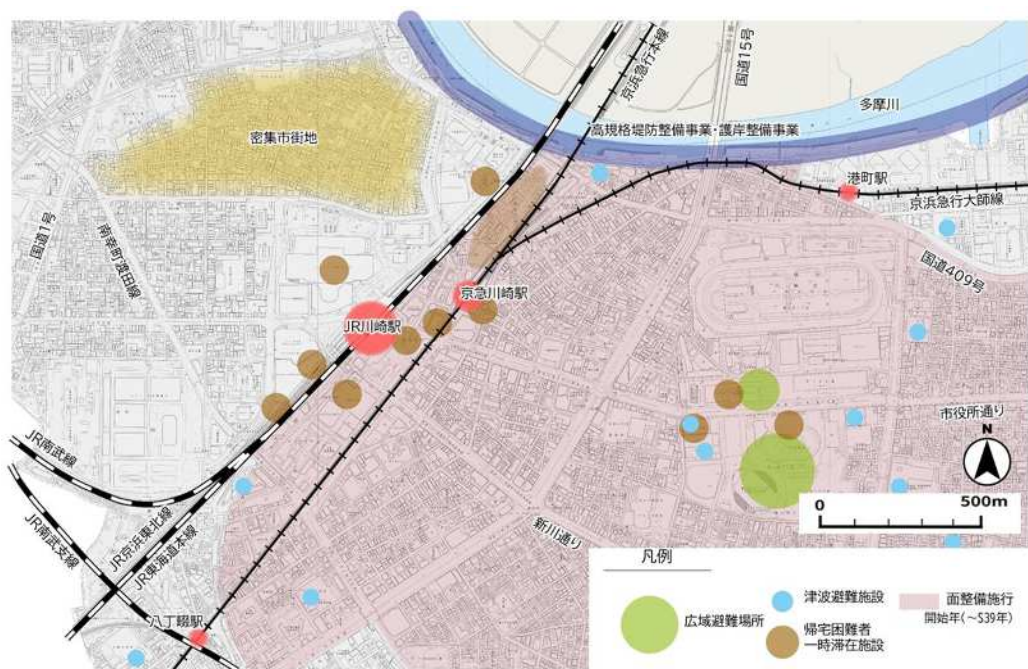 京浜急行本線
国道15号
多摩川
高規格堤防整備事業・護岸整備事業
密集市街地
港町駅
京浜急行大師線
国道1号
南幸町渡田線
国道409号
京急川崎駅
JR川崎駅
市役所通り
N
JR南武線
0 500m
JR南武支線
JR京浜東北線
JR東海道本線
新川通り
八丁畷駅
凡例
広域避難場所
津波避難施設
帰宅困難者
一時滞在施設
面整備施行
開始年(~S39年)